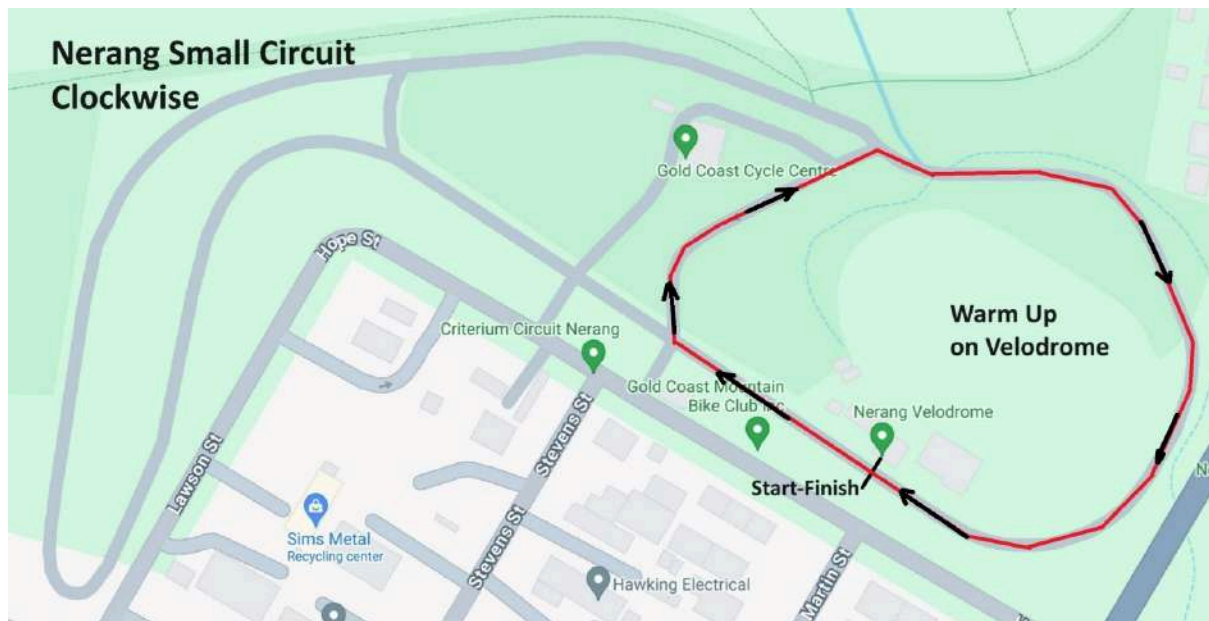 Nerang Small Circuit
Clockwise
Gold Coast Cycle Centre
Hope St
Criterium Circuit Nerang
Warm Up
on Velodrome
Gold Coast Mountain
Bike Club Inc
Nerang Velodrome
Start-Finish
Lawson St
Stevens St
Stevens St
Sims Metal
Recycling center
Hawking Electrical
Martin St